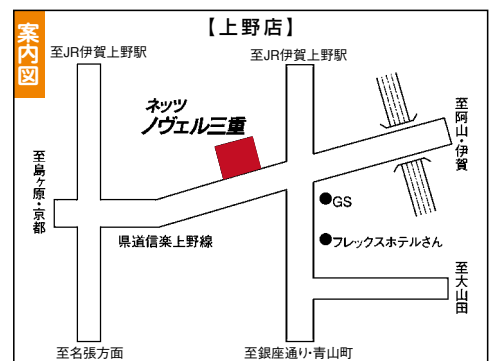 案内図
【上野店】
至JR伊賀上野駅
至JR伊賀上野駅
ネッツ
ノヴェル三重
至阿山・伊賀
至島ヶ原・京都
GS
県道信楽上野線
フレックスホテルさん
至大山田
至名張方面
至銀座通り・青山町